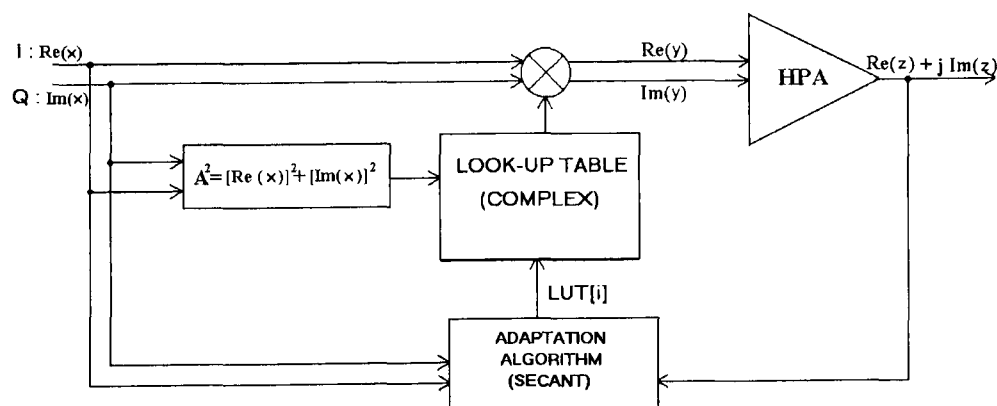 I : Re(x)
Q : Im(x)
Re(y)
Im(y)
HPA
Re(z) + j Im(z)
A²=[Re (x)]²+[Im(x)]²
LOOK-UP TABLE
(COMPLEX)
LUT[i]
ADAPTATION
ALGORITHM
(SECANT)